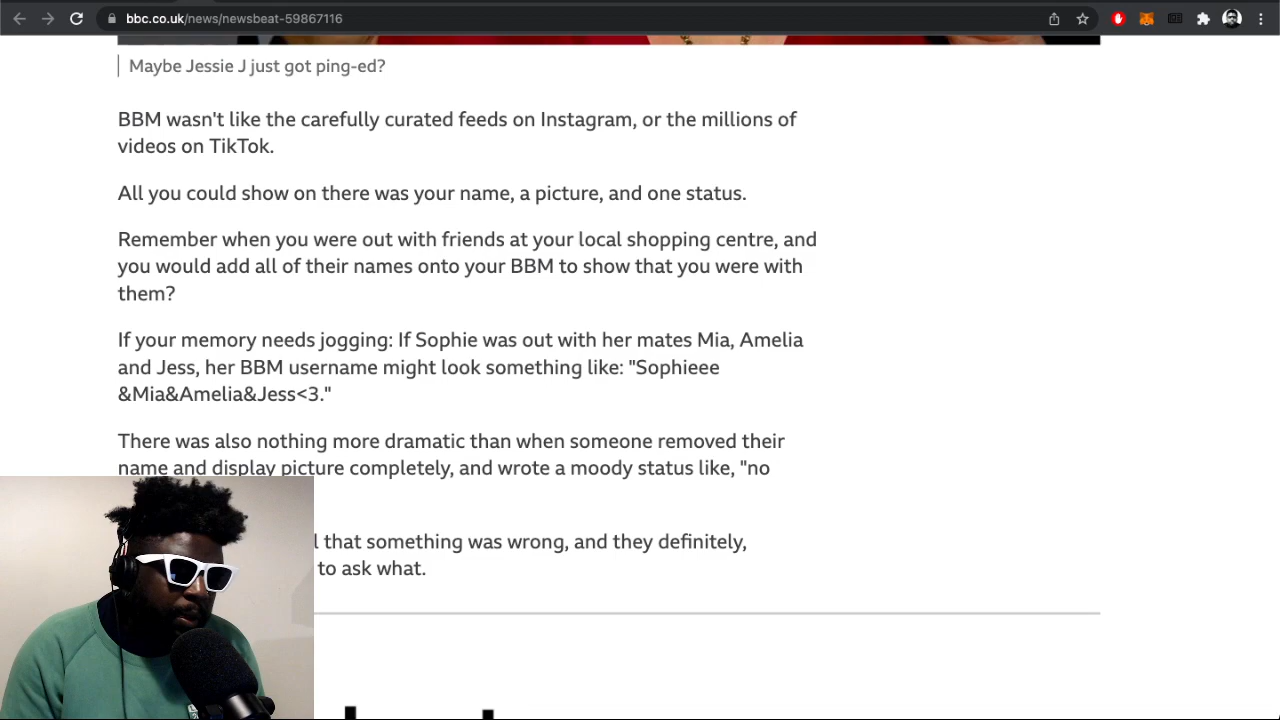 bbc.co.uk/news/newsbeat-59867116
Maybe Jessie J just got ping-ed?
BBM wasn't like the carefully curated feeds on Instagram, or the millions of
videos on TikTok.
All you could show on there was your name, a picture, and one status.
Remember when you were out with friends at your local shopping centre, and
you would add all of their names onto your BBM to show that you were with
them?
If your memory needs jogging: If Sophie was out with her mates Mia, Amelia
and Jess, her BBM username might look something like: "Sophieee
&Mia&Amelia&Jess<3."
There was also nothing more dramatic than when someone removed their
name and display picture completely, and wrote a moody status like, "no
that something was wrong, and they definitely,
to ask what.